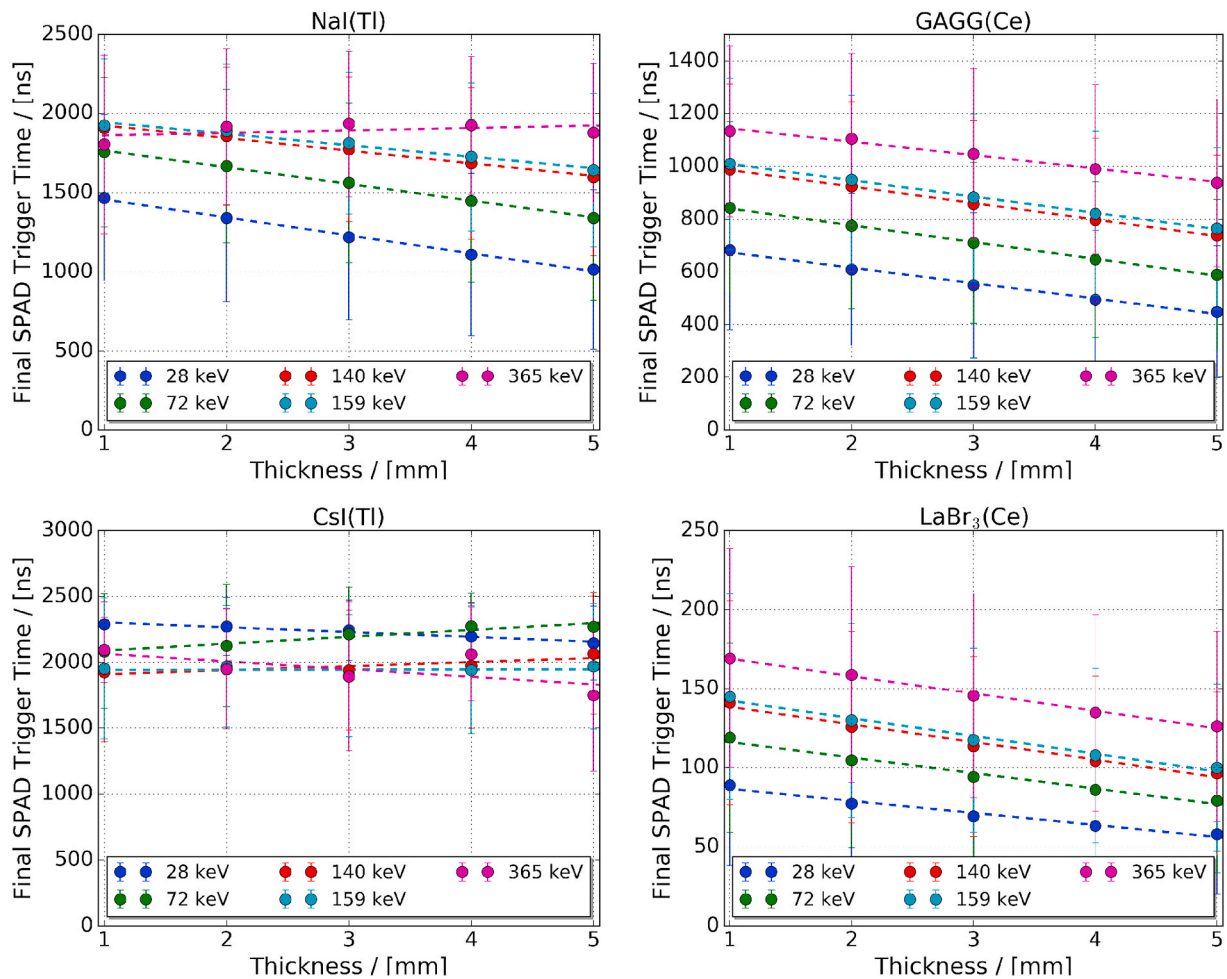 NaI(Tl)
Final SPAD Trigger Time / [ns]
2500
2000
1500
1000
500
0
28 keV
140 keV
365 keV
72 keV
159 keV
1 2 3 4 5
Thickness / [mm]
GAGG(Ce)
Final SPAD Trigger Time / [ns]
1400
1200
1000
800
600
400
200
0
28 keV
140 keV
365 keV
72 keV
159 keV
1 2 3 4 5
Thickness / [mm]
CsI(Tl)
Final SPAD Trigger Time / [ns]
3000
2500
2000
1500
1000
500
0
28 keV
140 keV
365 keV
72 keV
159 keV
1 2 3 4 5
Thickness / [mm]
LaBr₃(Ce)
Final SPAD Trigger Time / [ns]
250
200
150
100
50
0
28 keV
140 keV
365 keV
72 keV
159 keV
1 2 3 4 5
Thickness / [mm]